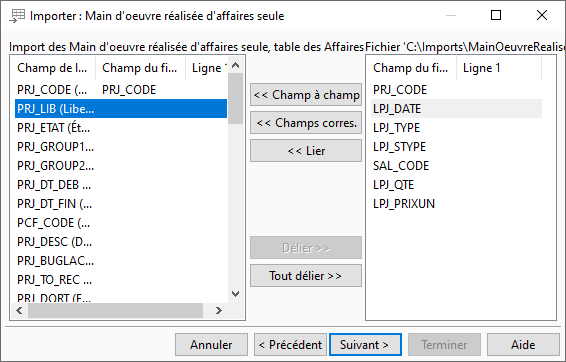 Importer : Main d'oeuvre réalisée d'affaires seule
Import des Main d'oeuvre réalisée d'affaires seule, table des Affaires
Fichier 'C:\Imports\MainOeuvreRealise
Champ de l... Champ du fi... Ligne 1
PRJ_CODE (... PRJ_CODE
PRJ_LIB (Libe...
PRJ_ETAT (Ét...
PRJ_GROUP1...
PRJ_GROUP2...
PRJ_DT_DEB ...
PRJ_DT_FIN (...
PCF_CODE (...
PRJ_DESC (D...
PRJ_BUGLAC...
PRJ_TO_REC ...
PRJ_DORT (F...
<< Champ à champ
<< Champs corres.
<< Lier
Délier >>
Tout délier >>
Champ du fi... Ligne 1
PRJ_CODE
LPJ_DATE
LPJ_TYPE
LPJ_STYPE
SAL_CODE
LPJ_QTE
LPJ_PRIXUN
Annuler < Précédent Suivant > Terminer Aide